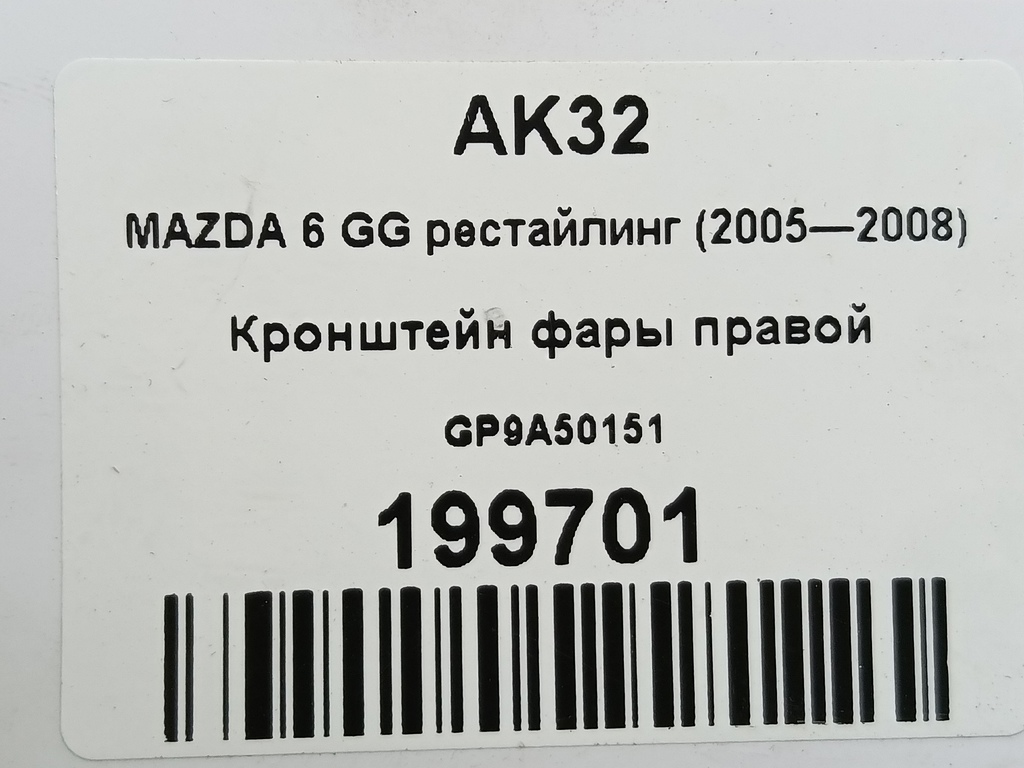 AK32
MAZDA 6 GG рестайлинг (2005—2008)
Кронштейн фары правой
GP9A50151
199701